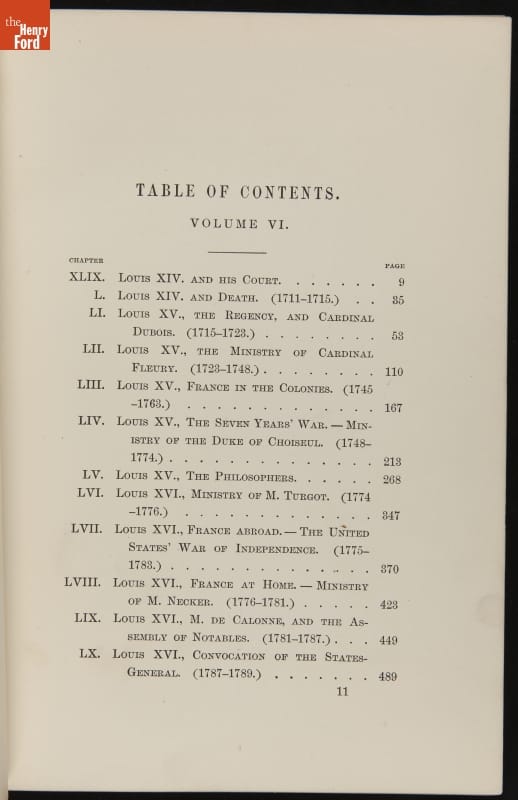 the
Henry
Ford
TABLE OF CONTENTS.
VOLUME VI.
CHAPTER PAGE
XLIX. Louis XIV. and his Court. . . . . . . 9
L. Louis XIV. and Death. (1711–1715.) . . 35
LI. Louis XV., the Regency, and Cardinal
Dubois. (1715–1723.) . . . . . . . . 53
LII. Louis XV., the Ministry of Cardinal
Fleury. (1723–1748.) . . . . . . . . 110
LIII. Louis XV., France in the Colonies. (1745
–1763.) . . . . . . . . . . . . . 167
LIV. Louis XV., The Seven Years' War. — Min-
istry of the Duke of Choiseul. (1748–
1774.) . . . . . . . . . . . . . . 213
LV. Louis XV., The Philosophers. . . . . . 268
LVI. Louis XVI., Ministry of M. Turgot. (1774
–1776.) . . . . . . . . . . . . . 347
LVII. Louis XVI., France abroad. — The United
States' War of Independence. (1775–
1783.) . . . . . . . . . . . . . . 370
LVIII. Louis XVI., France at Home. — Ministry
of M. Necker. (1776–1781.) . . . . . 423
LIX. Louis XVI., M. de Calonne, and the As-
sembly of Notables. (1781–1787.) . . . 449
LX. Louis XVI., Convocation of the States-
General. (1787–1789.) . . . . . . . 489
11